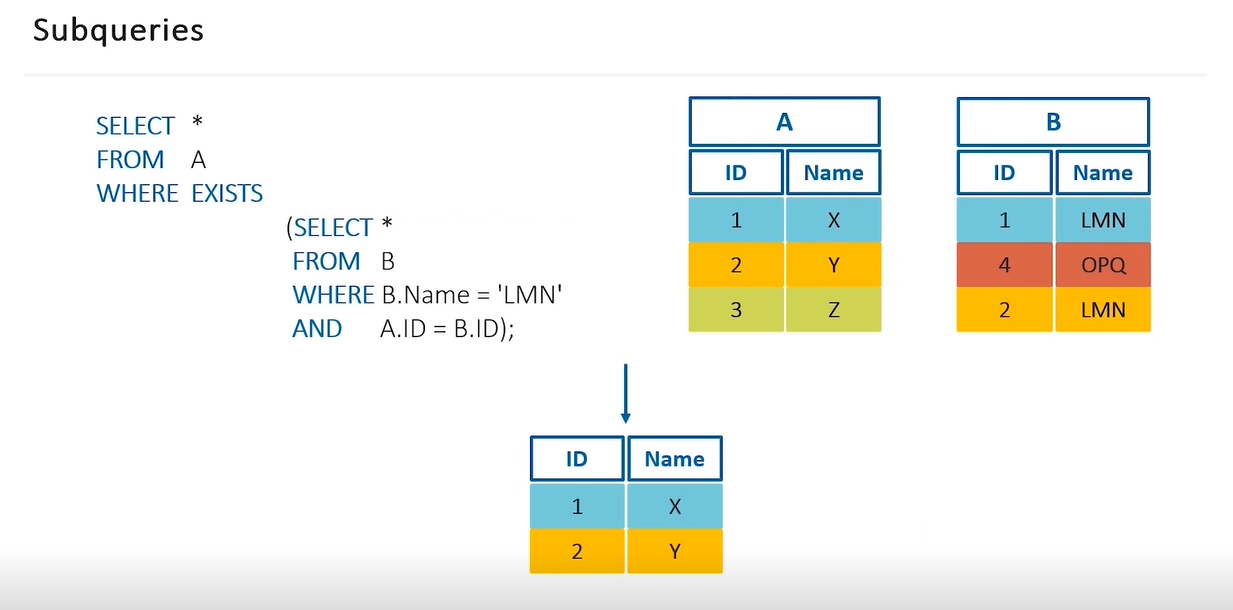 Subqueries
SELECT *
FROM A
WHERE EXISTS
(SELECT *
FROM B
WHERE B.Name = 'LMN'
AND A.ID = B.ID);
A
ID Name
1 X
2 Y
3 Z
B
ID Name
1 LMN
4 OPQ
2 LMN
ID Name
1 X
2 Y